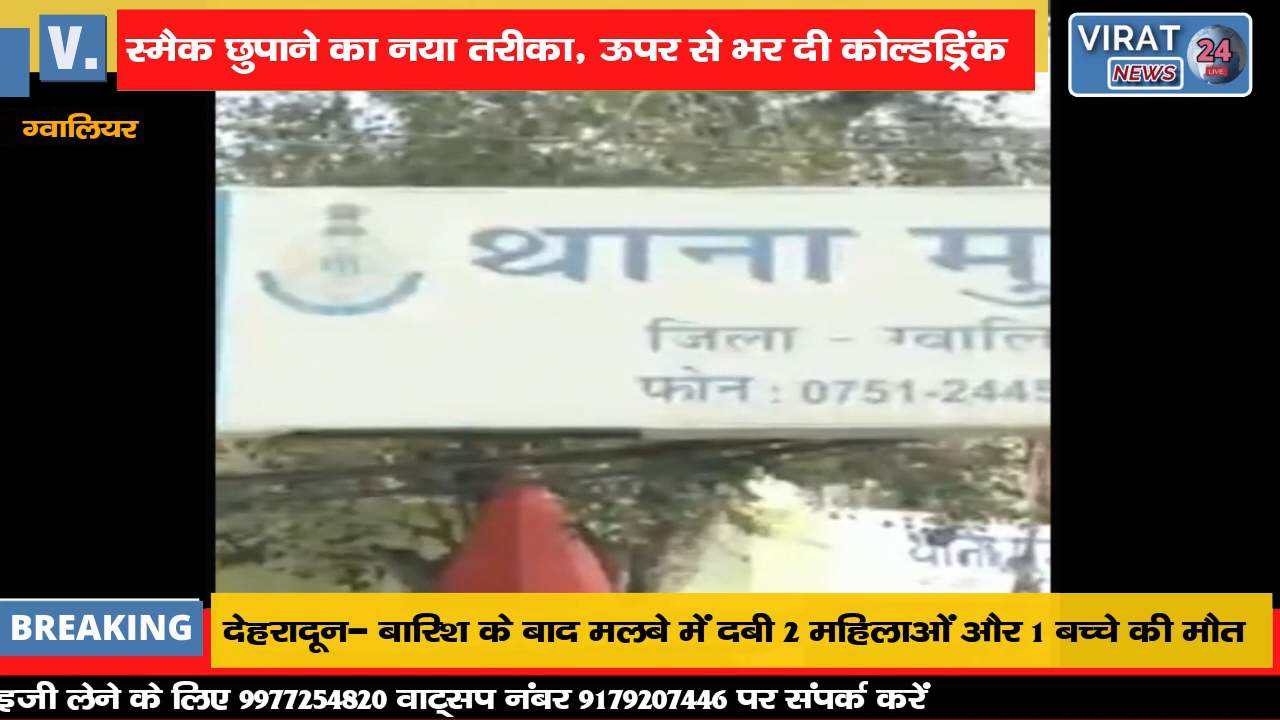 V.
स्मैक छुपाने का नया तरीका, ऊपर से भर दी कोल्डड्रिंक
VIRAT
NEWS
24
LIVE
ग्वालियर
थाना मु
जिला - ग्वालि
फोन : 0751-2445
थाना
BREAKING
देहरादून– बारिश के बाद मलबे में दबी 2 महिलाओं और 1 बच्चे की मौत
इजी लेने के लिए 9977254820 वाट्सप नंबर 9179207446 पर संपर्क करें